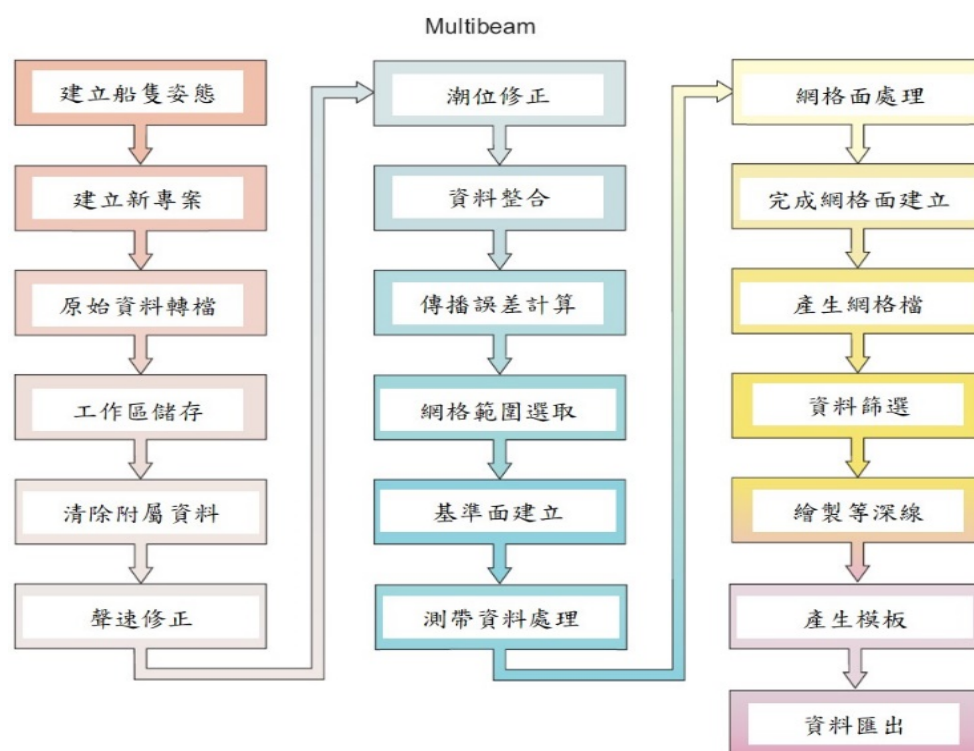 Multibeam
建立船隻姿態
建立新專案
原始資料轉檔
工作區儲存
清除附屬資料
聲速修正
潮位修正
資料整合
傳播誤差計算
網格範圍選取
基準面建立
測帶資料處理
網格面處理
完成網格面建立
產生網格檔
資料篩選
繪製等深線
產生模板
資料匯出